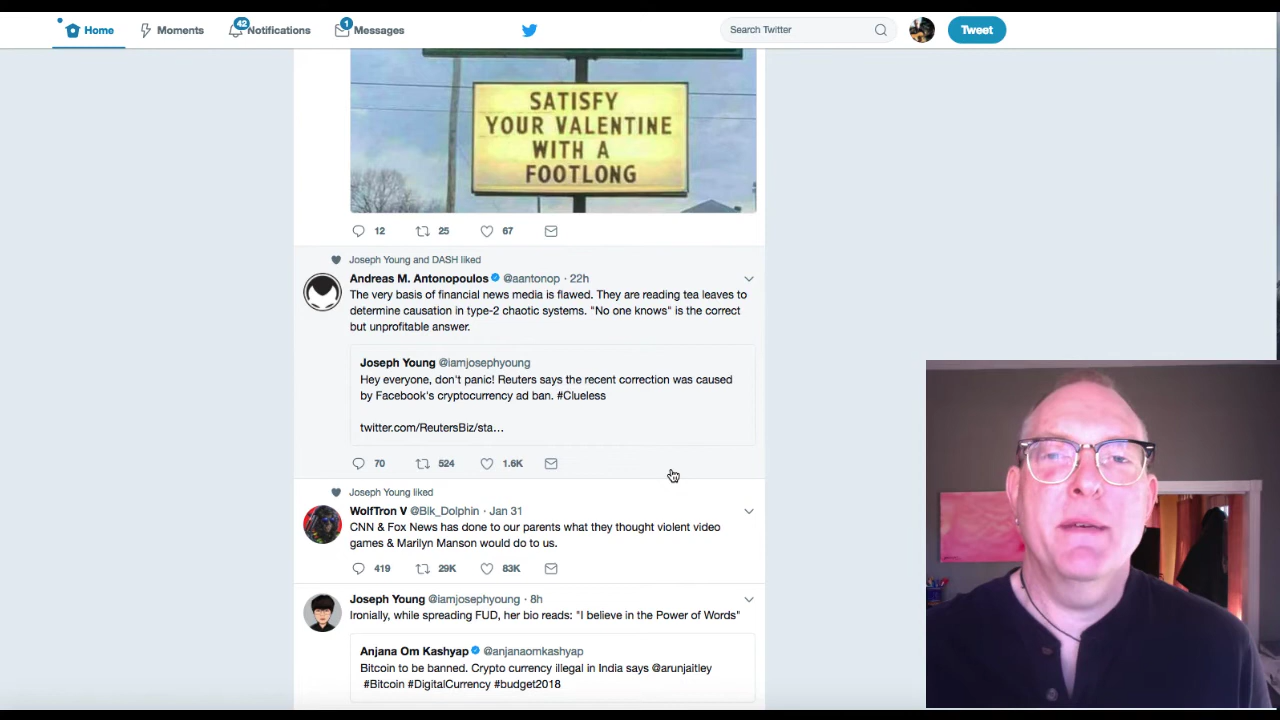 Home
Moments
42
Notifications
1
Messages
Search Twitter
Tweet
SATISFY
YOUR VALENTINE
WITH A
FOOTLONG
12 25 67
Joseph Young and DASH liked
Andreas M. Antonopoulos @aantonop · 22h
The very basis of financial news media is flawed. They are reading tea leaves to
determine causation in type-2 chaotic systems. "No one knows" is the correct
but unprofitable answer.
Joseph Young @iamjosephyoung
Hey everyone, don't panic! Reuters says the recent correction was caused
by Facebook's cryptocurrency ad ban. #Clueless
twitter.com/ReutersBiz/sta...
70 524 1.6K
Joseph Young liked
WolfTron V @Blk_Dolphin · Jan 31
CNN & Fox News has done to our parents what they thought violent video
games & Marilyn Manson would do to us.
419 29K 83K
Joseph Young @iamjosephyoung · 8h
Ironially, while spreading FUD, her bio reads: "I believe in the Power of Words"
Anjana Om Kashyap @anjanaomkashyap
Bitcoin to be banned. Crypto currency illegal in India says @arunjaitley
#Bitcoin #DigitalCurrency #budget2018